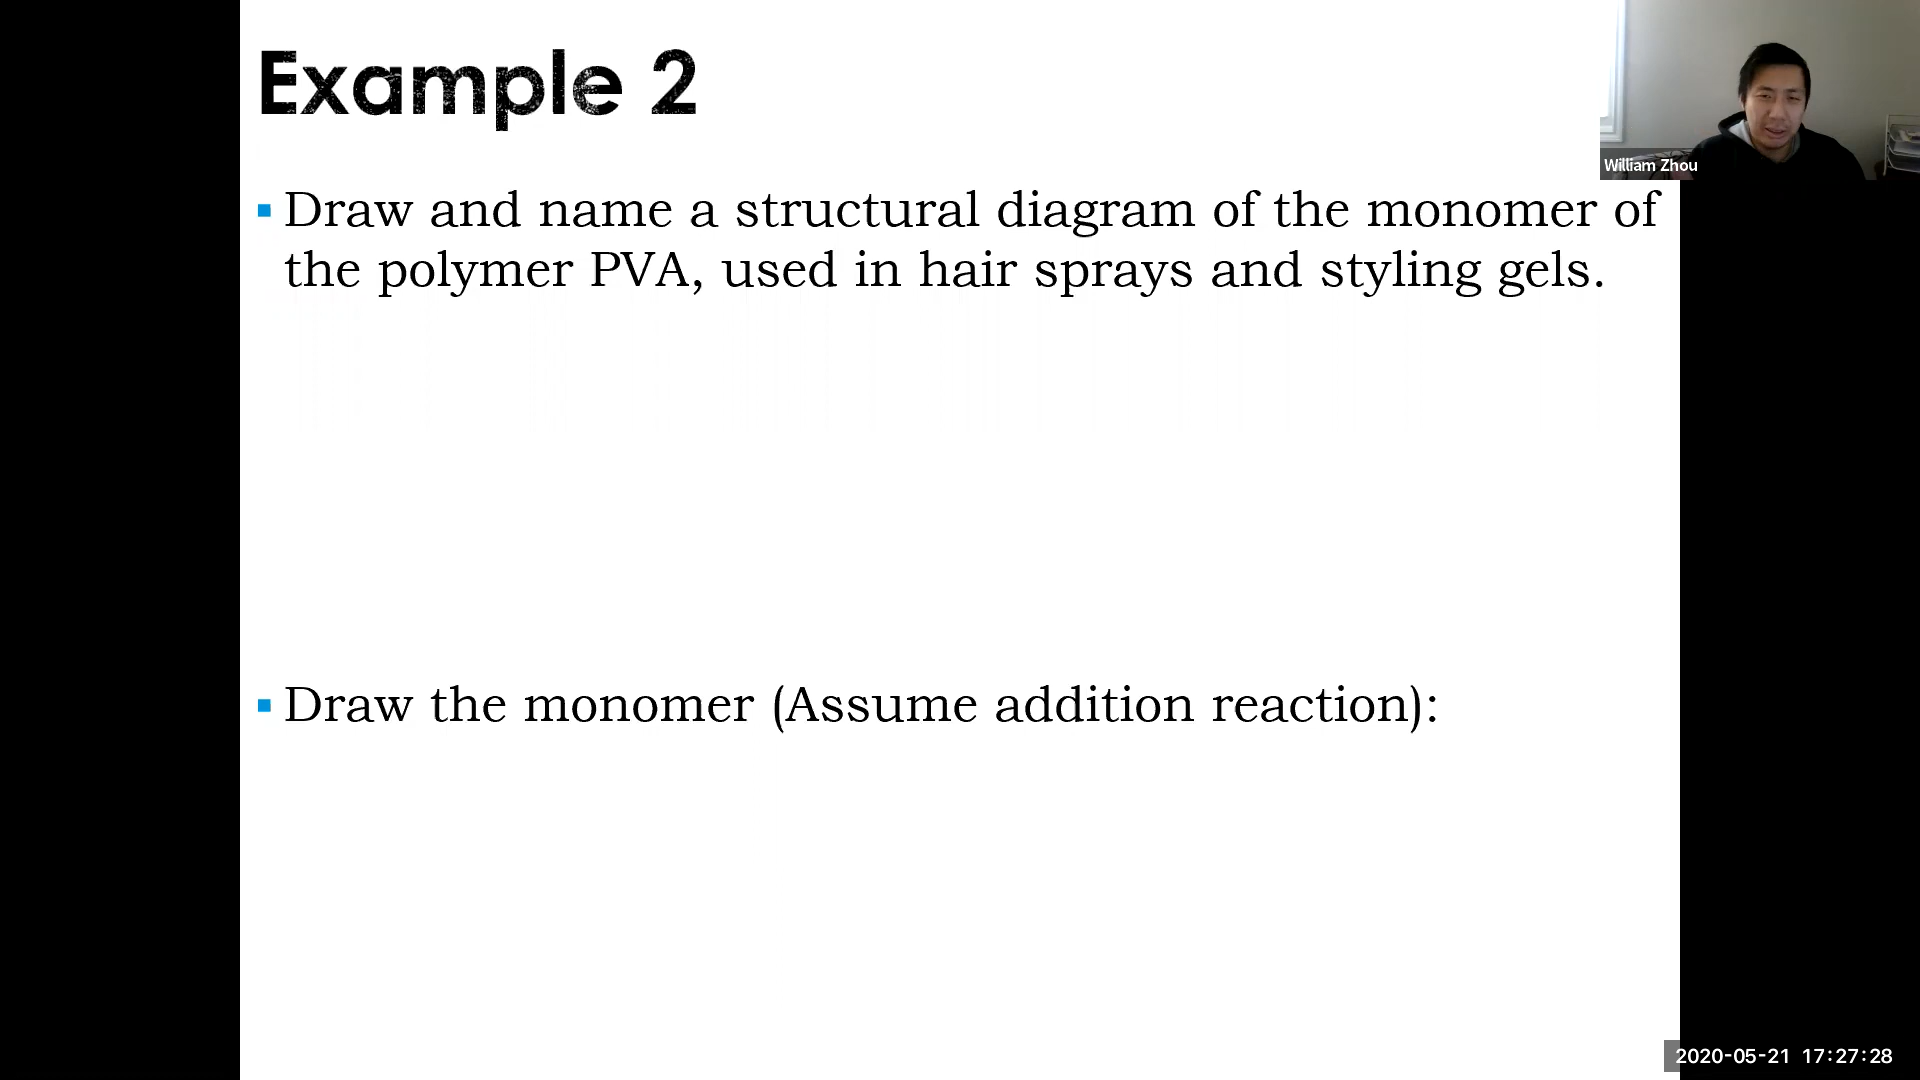 Example 2
William Zhou
▪ Draw and name a structural diagram of the monomer of
the polymer PVA, used in hair sprays and styling gels.
▪ Draw the monomer (Assume addition reaction):
2020-05-21 17:27:28